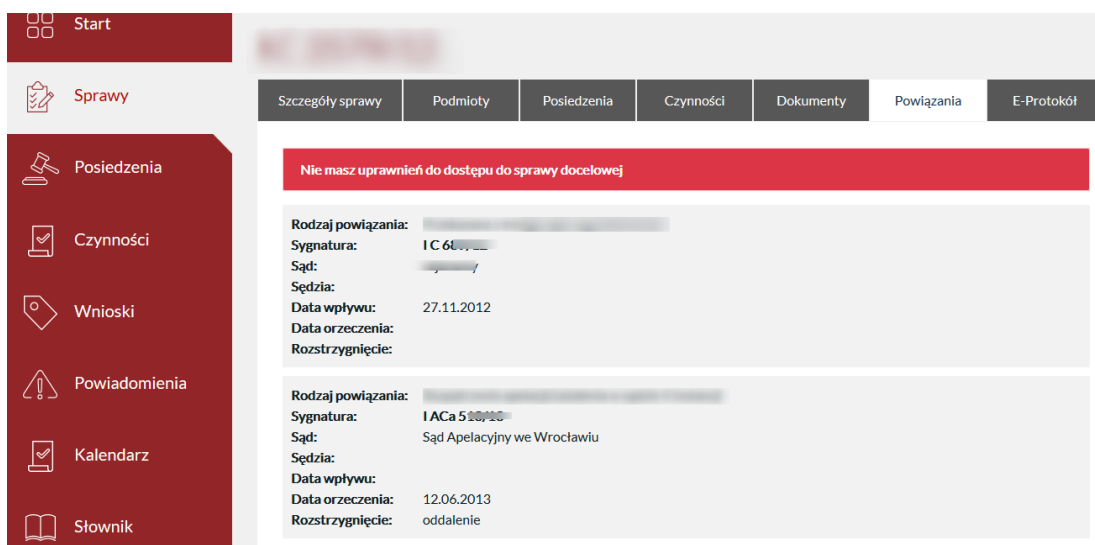 Start
Sprawy
Posiedzenia
Czynności
Wnioski
Powiadomienia
Kalendarz
Słownik
Szczegóły sprawy Podmioty Posiedzenia Czynności Dokumenty Powiązania E-Protokół
Nie masz uprawnień do dostępu do sprawy docelowej
Rodzaj powiązania:
Sygnatura: I C
Sąd:
Sędzia:
Data wpływu: 27.11.2012
Data orzeczenia:
Rozstrzygnięcie:
Rodzaj powiązania:
Sygnatura: I ACa
Sąd: Sąd Apelacyjny we Wrocławiu
Sędzia:
Data wpływu:
Data orzeczenia: 12.06.2013
Rozstrzygnięcie: oddalenie